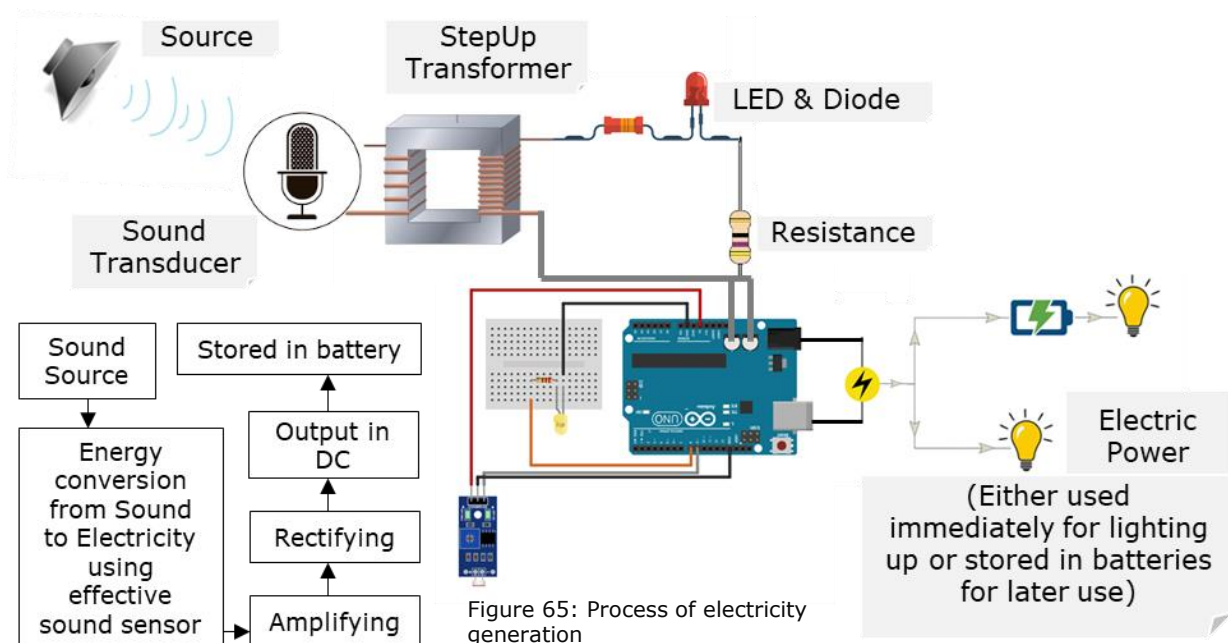 Source
StepUp
Transformer
LED & Diode
Sound
Transducer
Resistance
Sound
Source
Energy
conversion
from Sound
to Electricity
using
effective
sound sensor
Amplifying
Rectifying
Output in
DC
Stored in battery
UNO
Electric
Power
(Either used
immediately for lighting
up or stored in batteries
for later use)
Figure 65: Process of electricity
generation